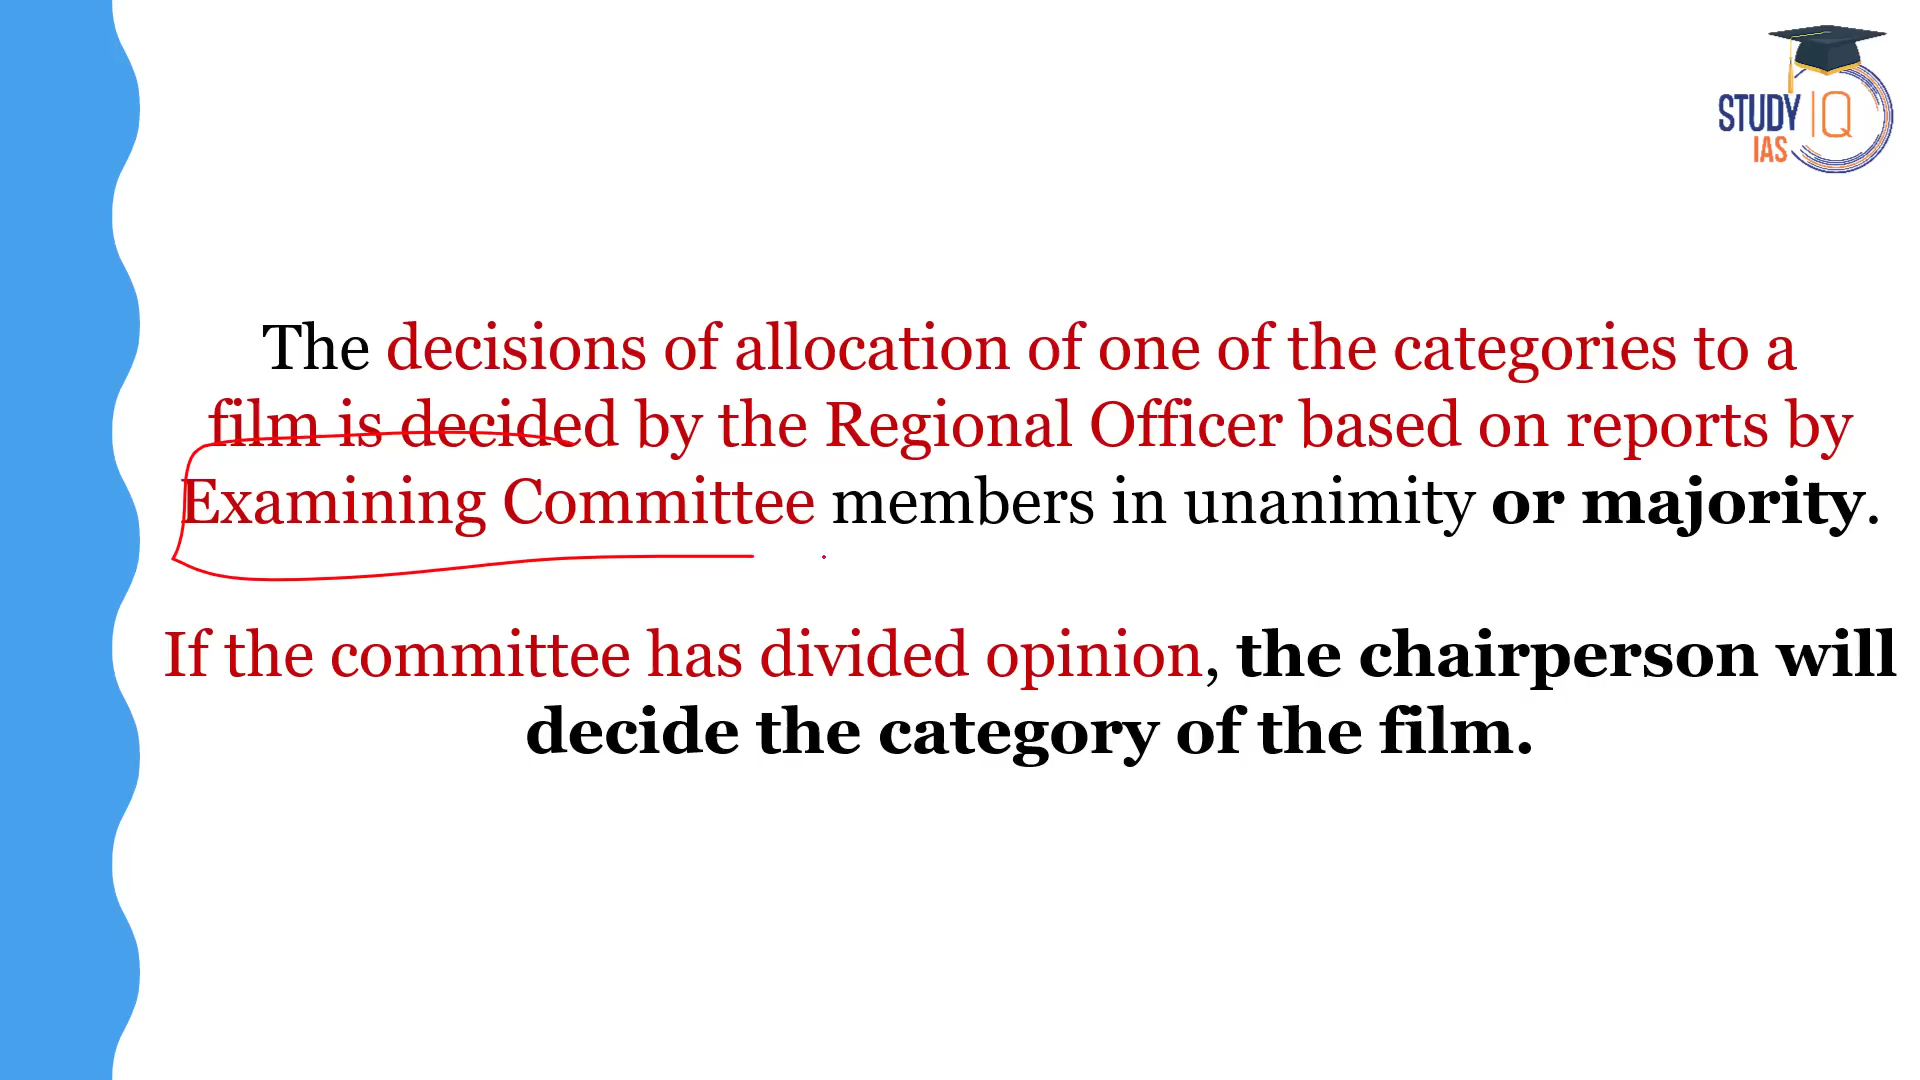 STUDY IQ
IAS
The decisions of allocation of one of the categories to a
film is decided by the Regional Officer based on reports by
Examining Committee members in unanimity or majority.
If the committee has divided opinion, the chairperson will
decide the category of the film.